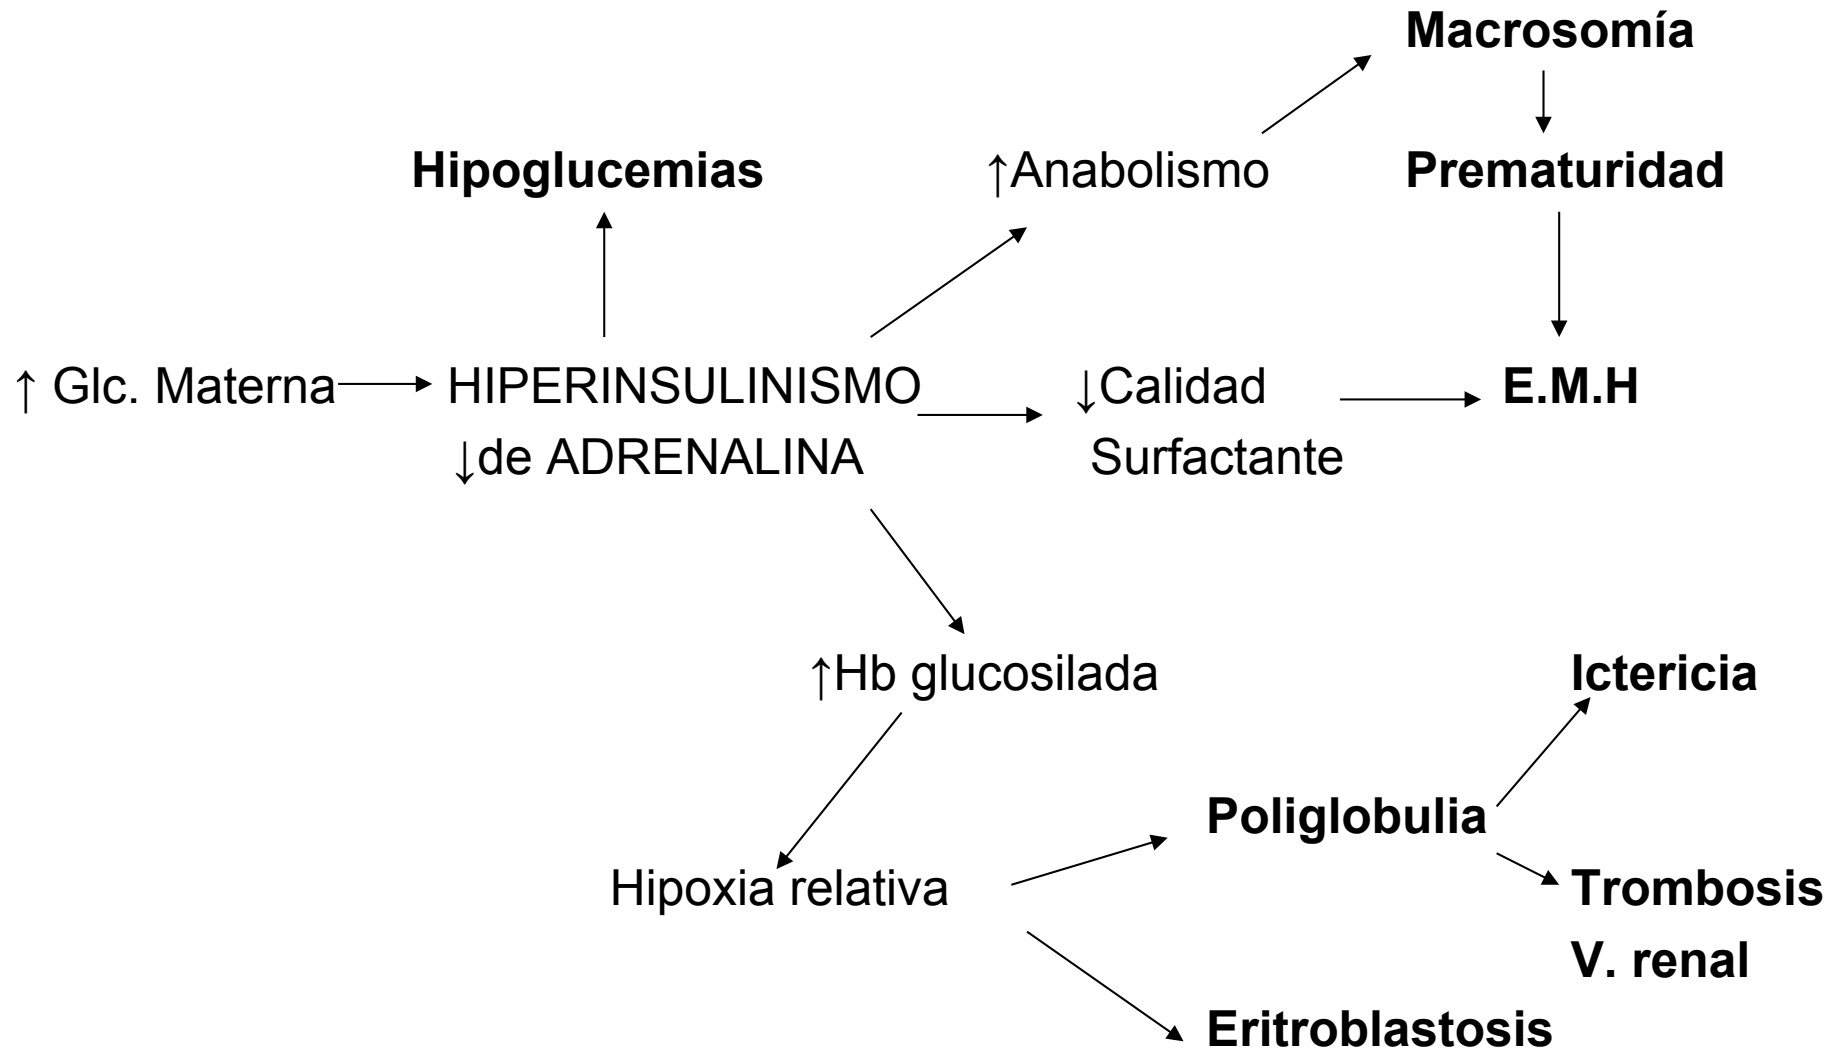 Macrosomía
Hipoglucemias
↑Anabolismo
Prematuridad
↑ Glc. Materna
HIPERINSULINISMO
↓Calidad
E.M.H
↓de ADRENALINA
Surfactante
↑Hb glucosilada
Ictericia
Poliglobulia
Hipoxia relativa
Trombosis
V. renal
Eritroblastosis